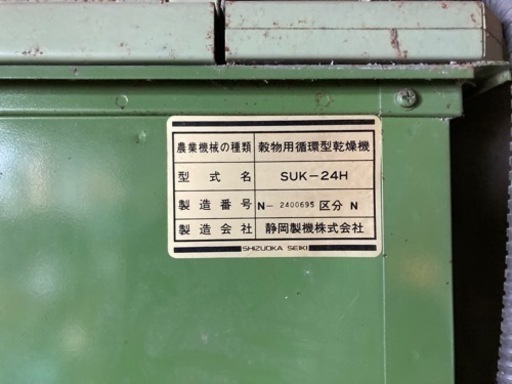 農業機械の種類 穀物用循環型乾燥機
型式名 SUK-24H
製造番号 N-2400695 区分 N
製造会社 静岡製機株式会社
SHIZUOKA SEIKI